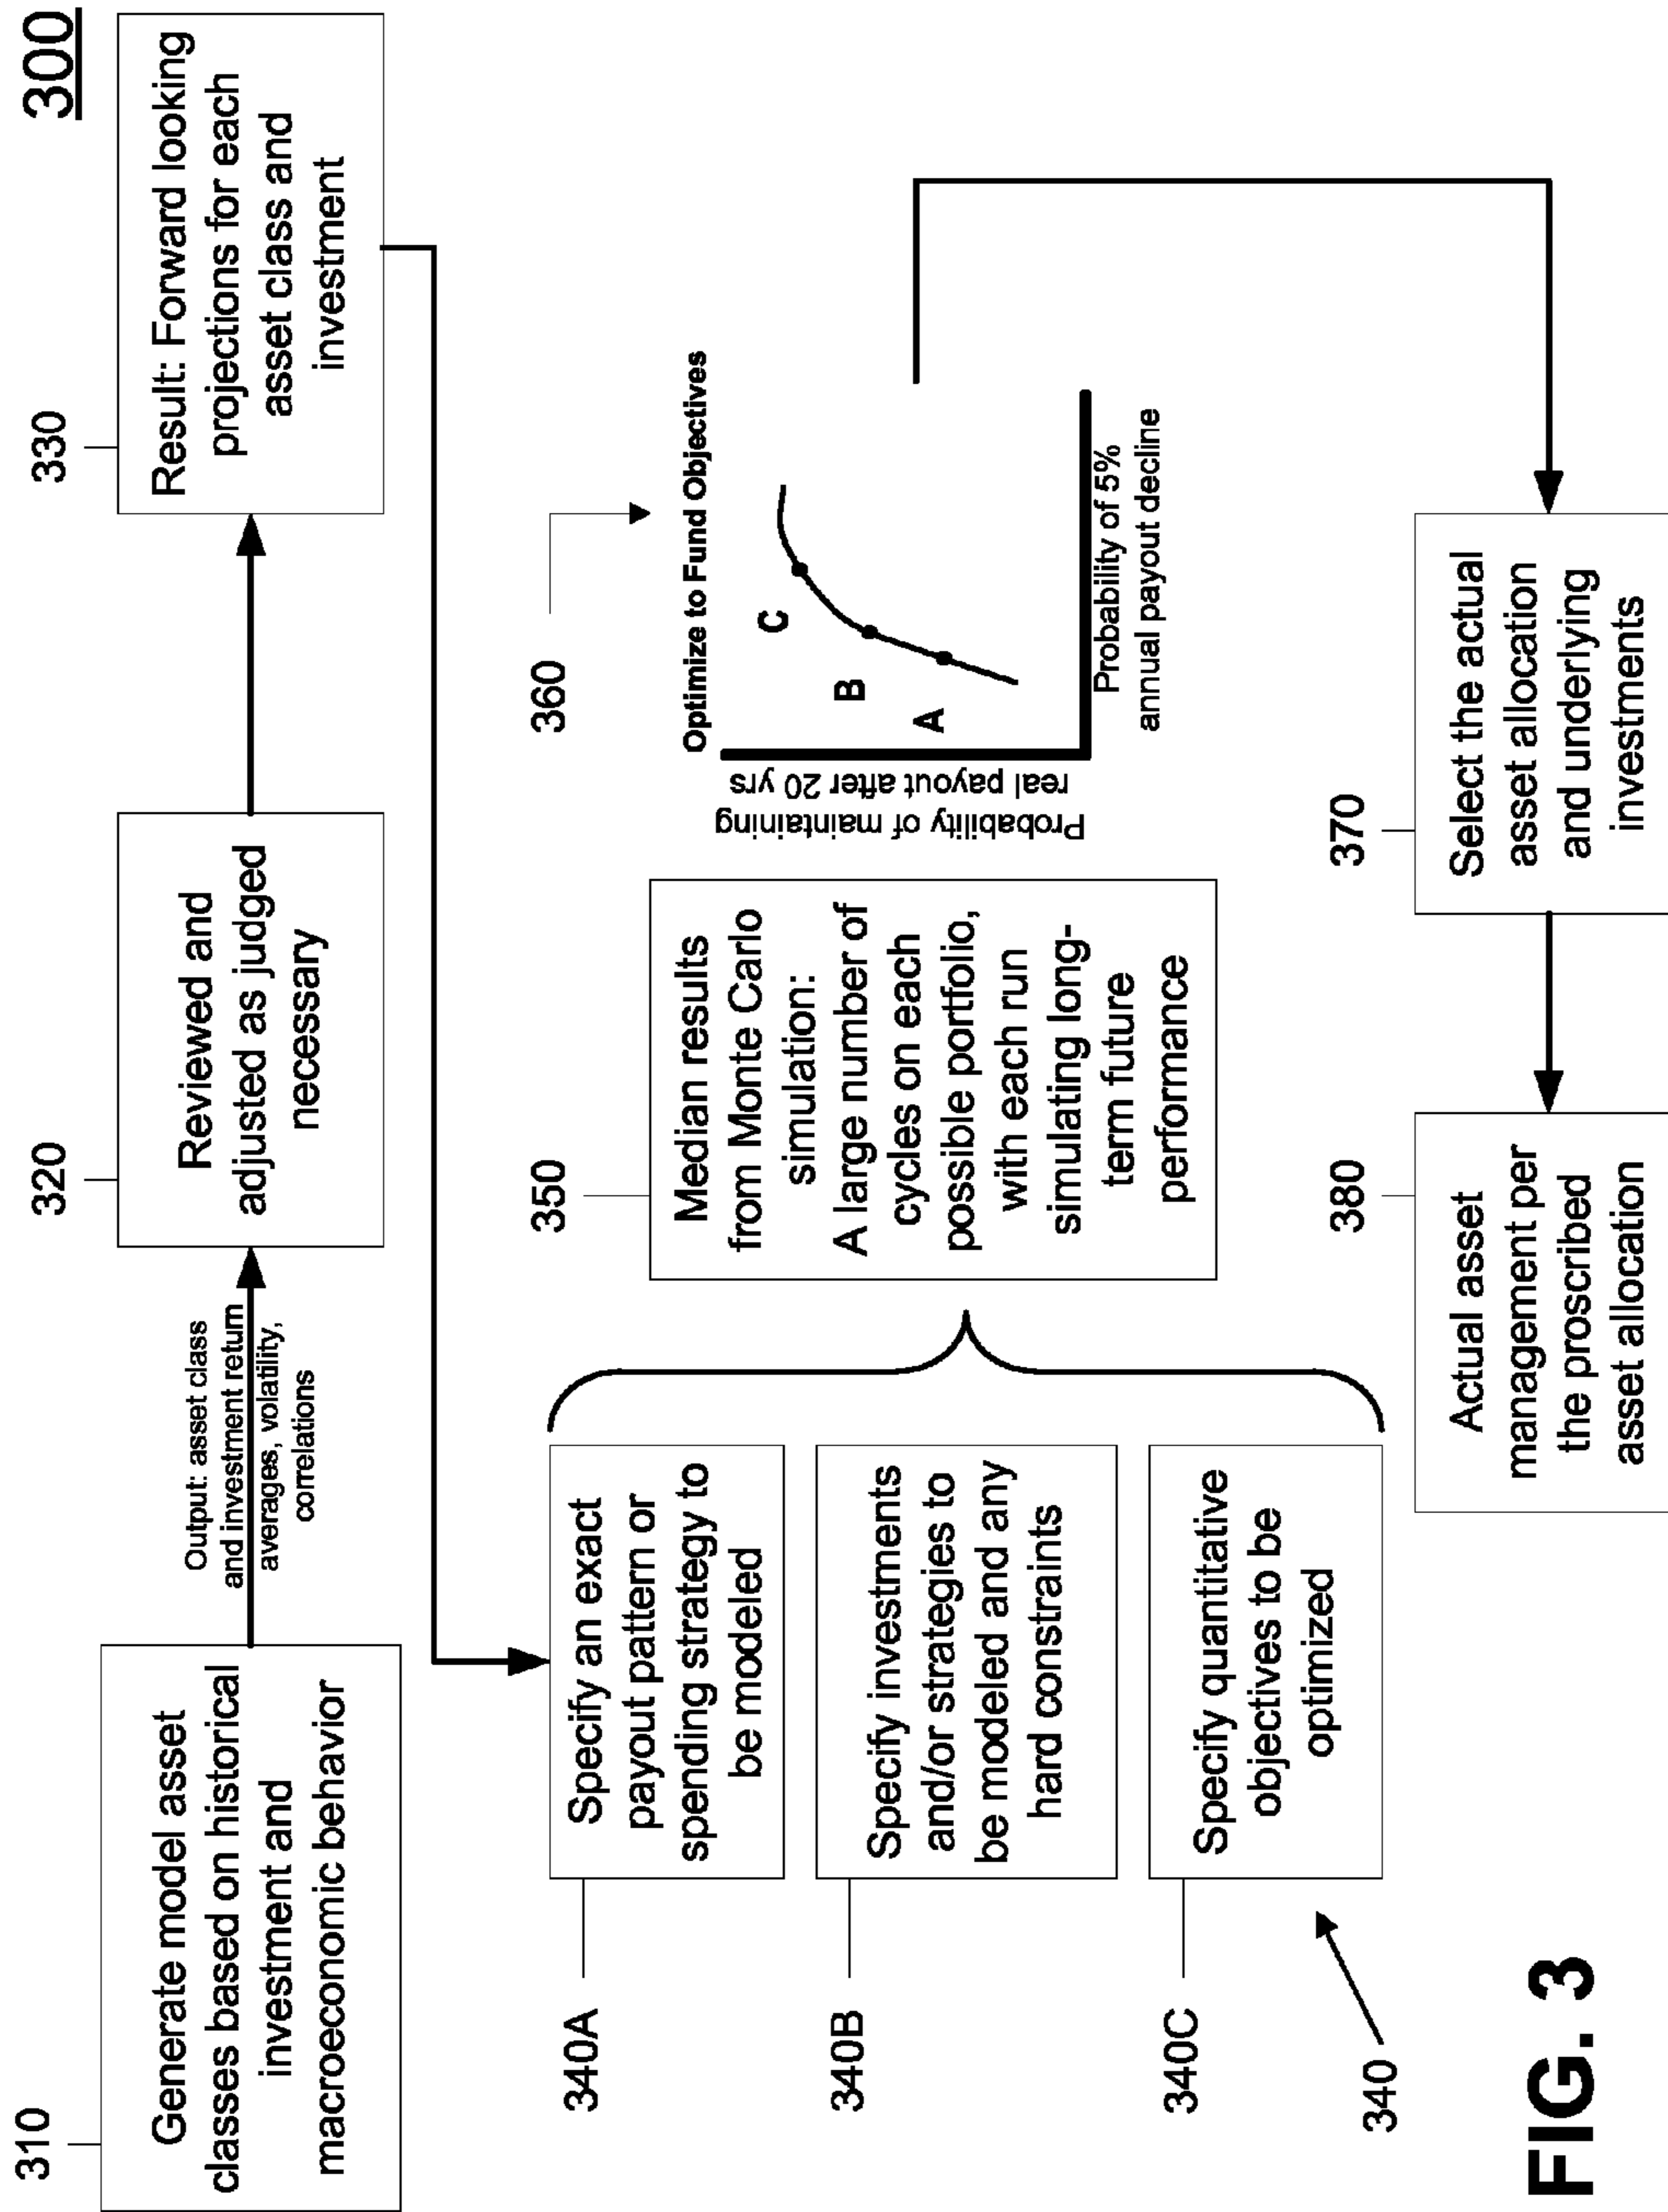 300
310
Generate model asset
classes based on historical
investment and
macroeconomic behavior
Output: asset class
and investment return
averages, volatility,
correlations
320
Reviewed and
adjusted as judged
necessary
330
Result: Forward looking
projections for each
asset class and
investment
340A
Specify an exact
payout pattern or
spending strategy to
be modeled
340B
Specify investments
and/or strategies to
be modeled and any
hard constraints
340C
Specify quantitative
objectives to be
optimized
340
350
Median results
from Monte Carlo
simulation:
A large number of
cycles on each
possible portfolio,
with each run
simulating long-
term future
performance
360
Optimize to Fund Objectives
Probability of maintaining
real payout after 20 yrs
C
B
A
Probability of 5%
annual payout decline
370
Select the actual
asset allocation
and underlying
investments
380
Actual asset
management per
the proscribed
asset allocation
FIG. 3